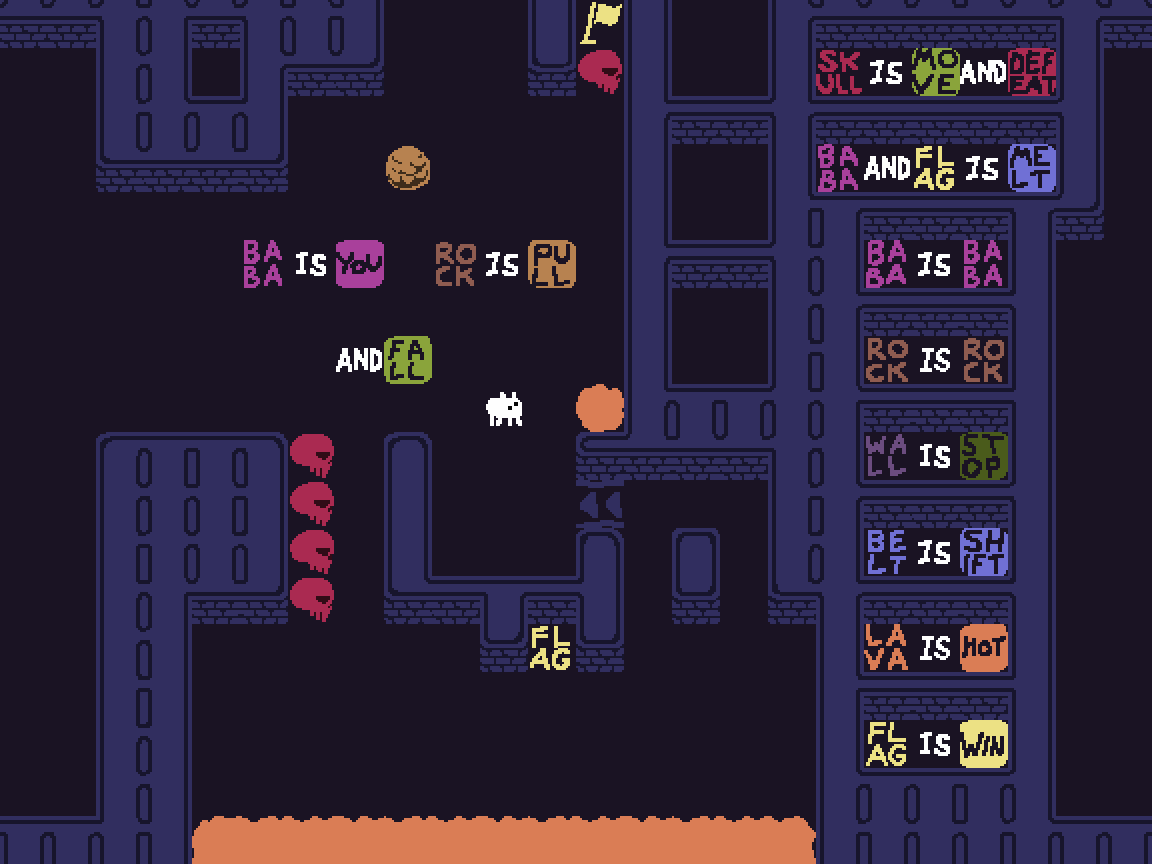 SKULL IS MOVE AND DEFEAT
BABA AND FLAG IS MELT
BABA IS YOU ROCK IS PULL
BABA IS BABA
AND FALL
ROCK IS ROCK
WALL IS STOP
BELT IS SHIFT
FLAG
LAVA IS HOT
FLAG IS WIN